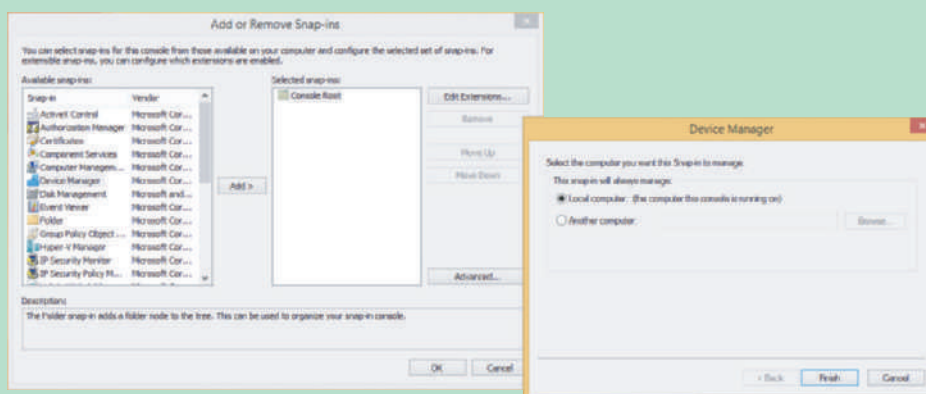 Add or Remove Snap-ins
You can select snap-ins for this console from those available on your computer and configure the selected set of snap-ins. For
extensible snap-ins, you can configure which extensions are enabled.
Available snap-ins:
Snap-in Vendor
ActiveX Control Microsoft Cor...
Authorization Manager Microsoft Cor...
Certificates Microsoft Cor...
Component Services Microsoft Cor...
Computer Managem... Microsoft Cor...
Device Manager Microsoft Cor...
Disk Management Microsoft and...
Event Viewer Microsoft Cor...
Folder Microsoft Cor...
Group Policy Object ... Microsoft Cor...
Hyper-V Manager Microsoft Cor...
IP Security Monitor Microsoft Cor...
IP Security Policy M... Microsoft Cor...
Add >
Selected snap-ins:
Console Root
Edit Extensions...
Remove
Move Up
Move Down
Advanced...
Description:
The Folder snap-in adds a folder node to the tree. This can be used to organize your snap-in console.
OK Cancel
Device Manager
Select the computer you want this Snap-in to manage.
This snap-in will always manage:
Local computer: (the computer this console is running on)
Another computer: Browse...
< Back Finish Cancel